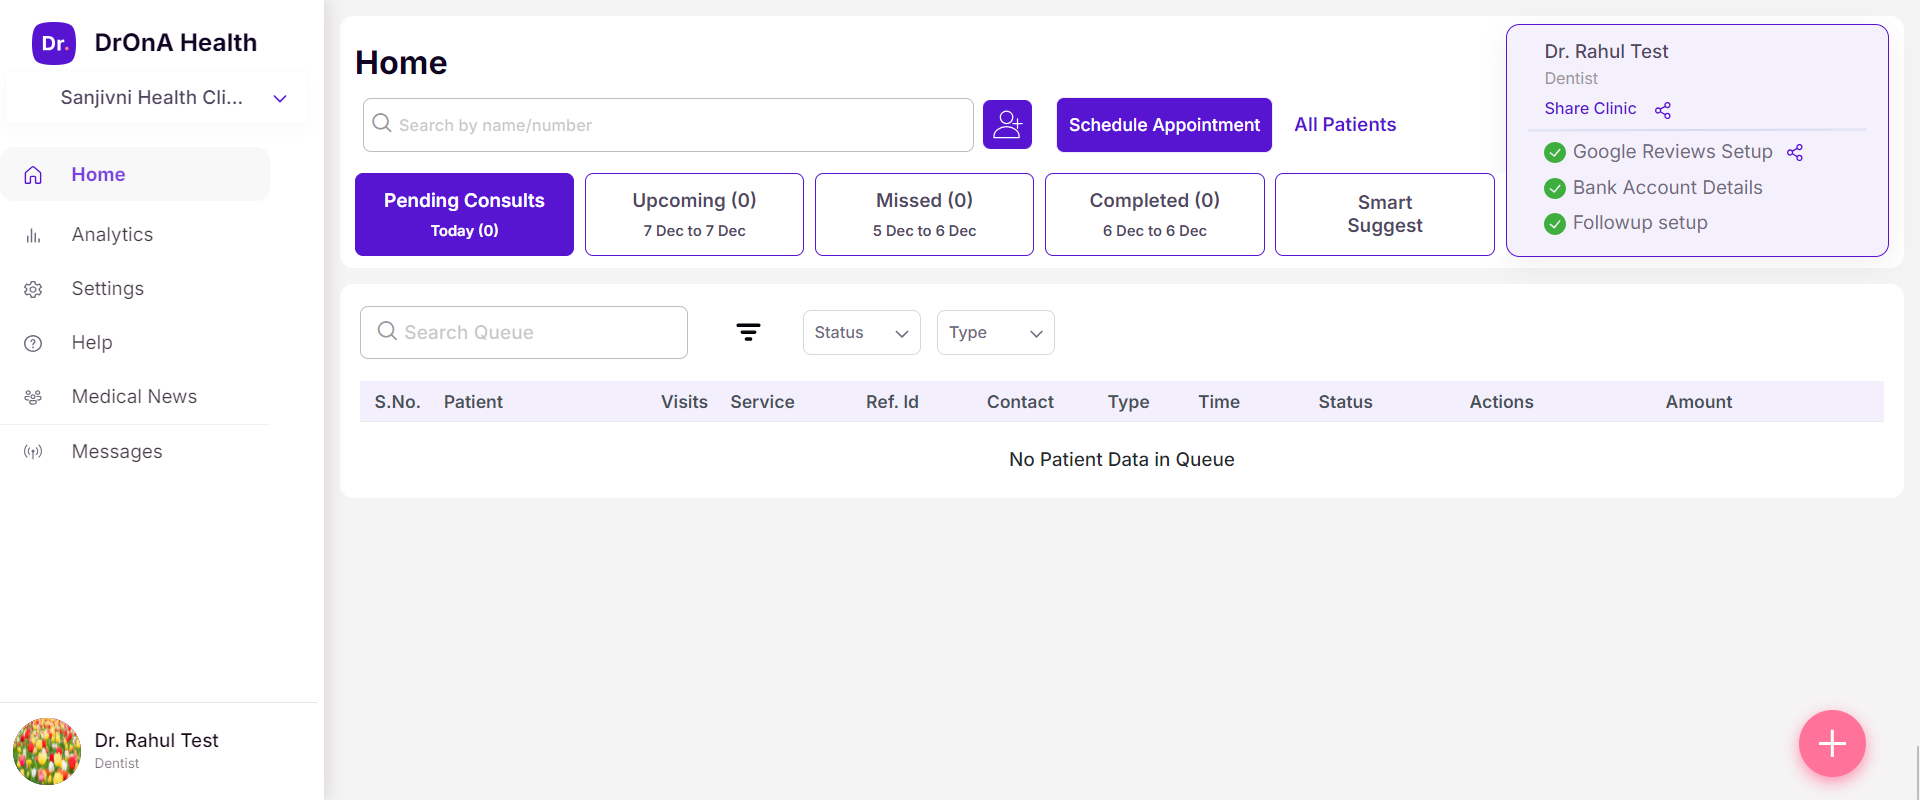 Dr.
DrOnA Health
Sanjivni Health Cli...
Home
Analytics
Settings
Help
Medical News
Messages
Dr. Rahul Test
Dentist
Home
Search by name/number
Schedule Appointment
All Patients
Pending Consults
Today (0)
Upcoming (0)
7 Dec to 7 Dec
Missed (0)
5 Dec to 6 Dec
Completed (0)
6 Dec to 6 Dec
Smart
Suggest
Dr. Rahul Test
Dentist
Share Clinic
Google Reviews Setup
Bank Account Details
Followup setup
Search Queue
Status
Type
S.No. Patient Visits Service Ref. Id Contact Type Time Status Actions Amount
No Patient Data in Queue